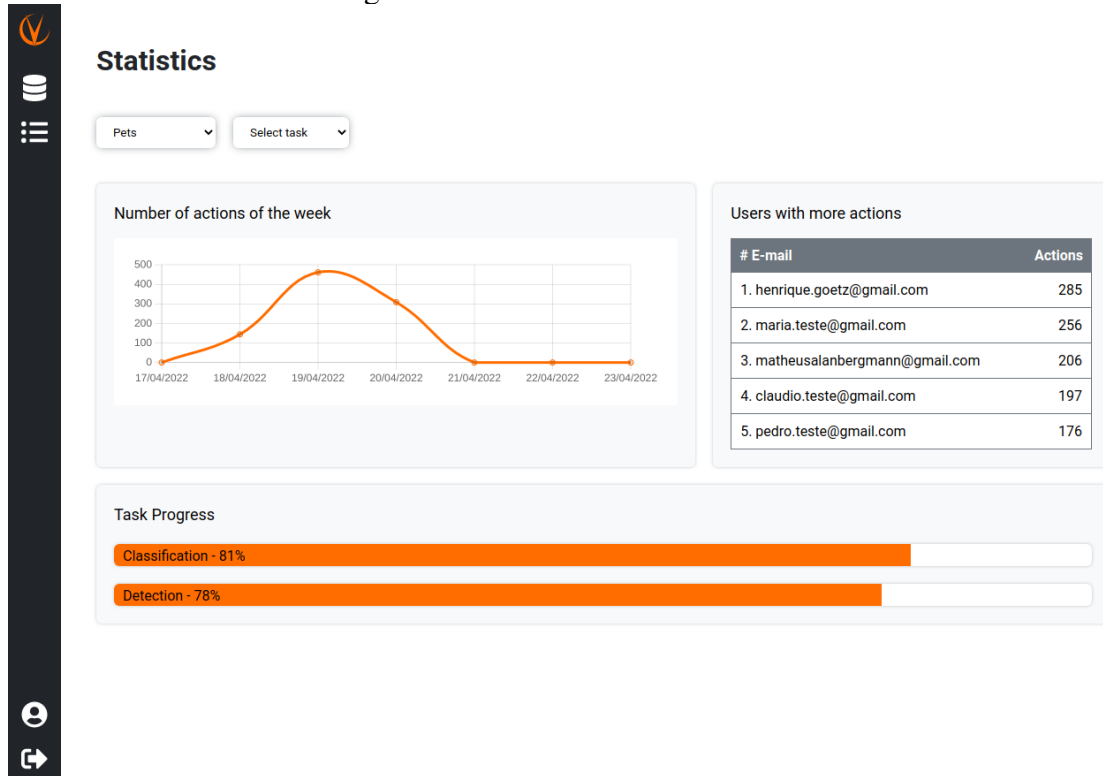 Statistics
Pets
Select task
Number of actions of the week
500
400
300
200
100
0
17/04/2022 18/04/2022 19/04/2022 20/04/2022 21/04/2022 22/04/2022 23/04/2022
Users with more actions
# E-mail Actions
1. henrique.goetz@gmail.com 285
2. maria.teste@gmail.com 256
3. matheusalanbergmann@gmail.com 206
4. claudio.teste@gmail.com 197
5. pedro.teste@gmail.com 176
Task Progress
Classification - 81%
Detection - 78%